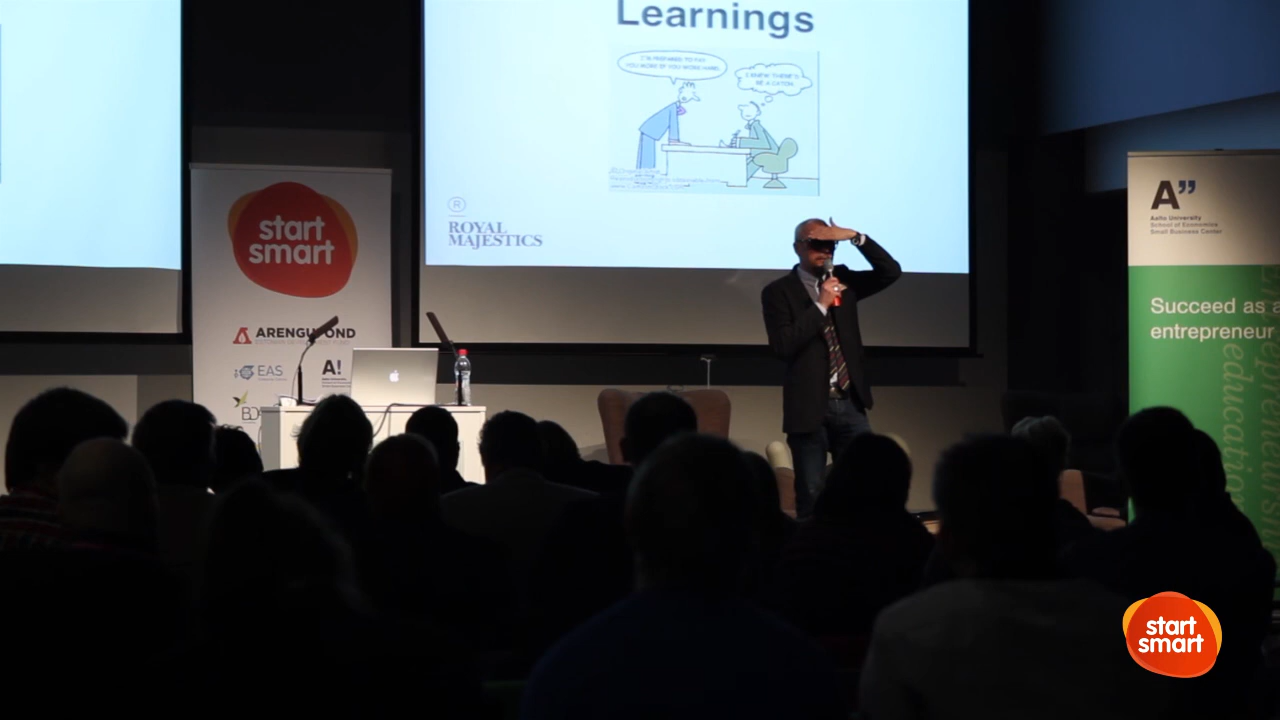 Learnings
I'M PREPARED TO PAY
YOU MORE IF YOU WORK HARD.
I KNEW THERE'D
BE A CATCH.
®
ROYAL
MAJESTICS
start
smart
EAS
A!
A”
Aalto University
School of Economics
Small Business Center
Succeed as a
entrepreneur
education
start
smart